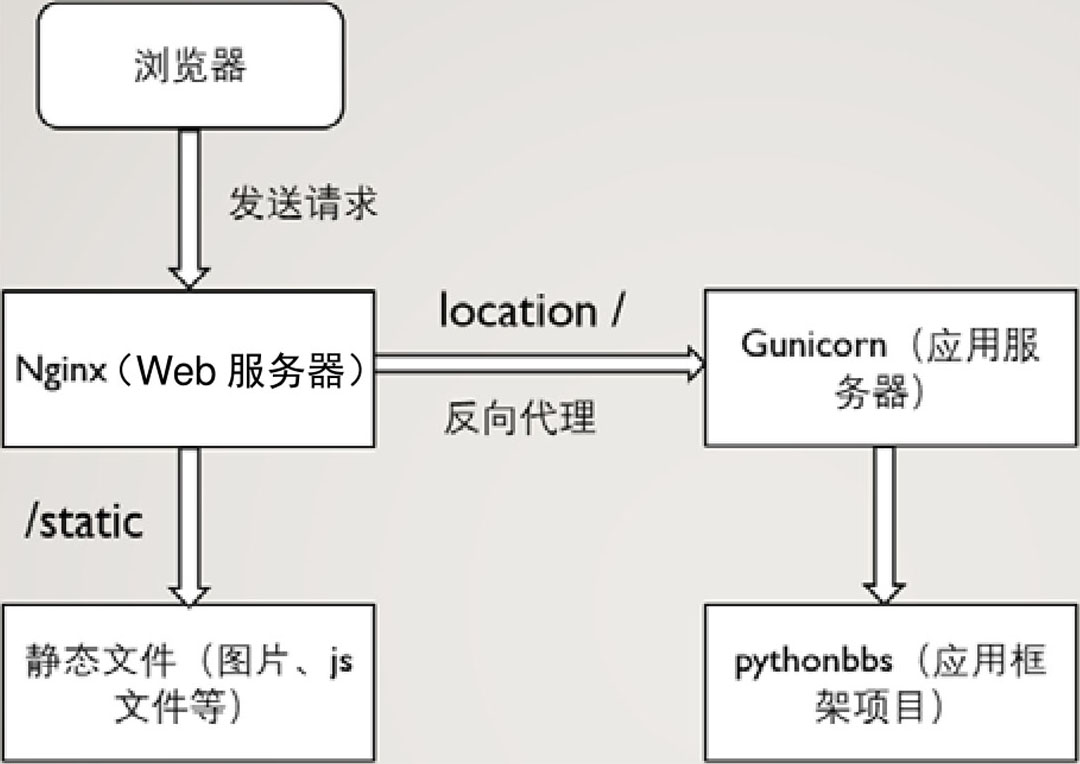 浏览器
发送请求
location /
Nginx（Web 服务器）
Gunicorn（应用服
务器）
反向代理
/static
静态文件（图片、js
文件等）
pythonbbs（应用框
架项目）